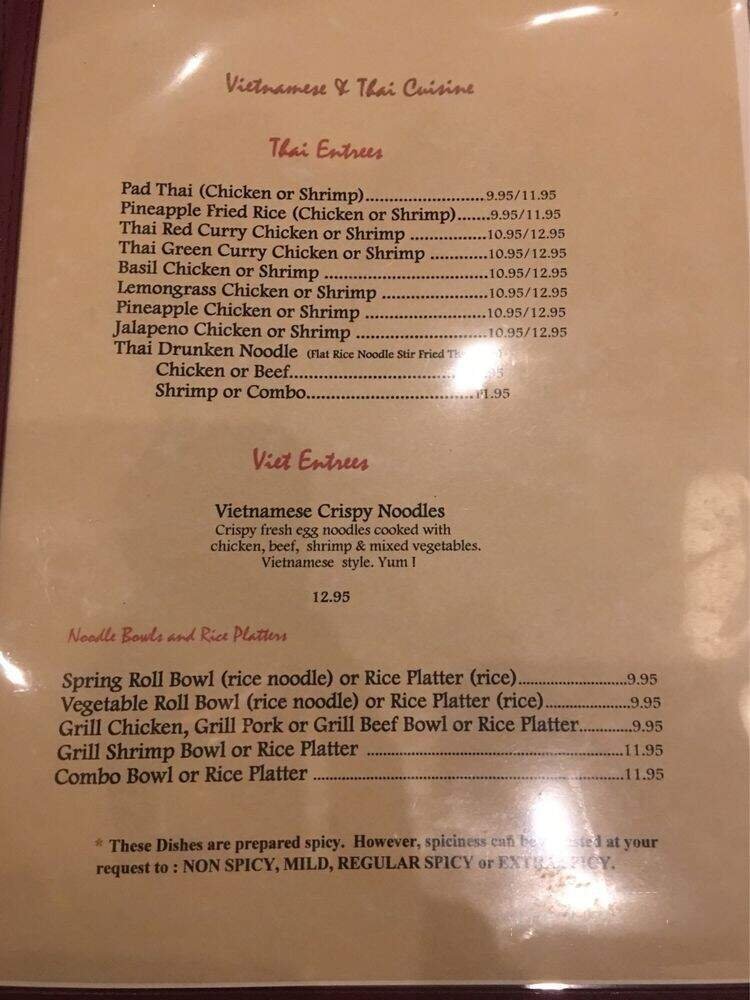 Vietnamese & Thai Cuisine
Thai Entrees
Pad Thai (Chicken or Shrimp).........................9.95/11.95
Pineapple Fried Rice (Chicken or Shrimp).......9.95/11.95
Thai Red Curry Chicken or Shrimp ................10.95/12.95
Thai Green Curry Chicken or Shrimp ............10.95/12.95
Basil Chicken or Shrimp ..................................10.95/12.95
Lemongrass Chicken or Shrimp ......................10.95/12.95
Pineapple Chicken or Shrimp .........................10.95/12.95
Jalapeno Chicken or Shrimp ...........................10.95/12.95
Thai Drunken Noodle (Flat Rice Noodle Stir Fried
Chicken or Beef.......................................
Shrimp or Combo...................................11.95
Viet Entrees
Vietnamese Crispy Noodles
Crispy fresh egg noodles cooked with
chicken, beef, shrimp & mixed vegetables.
Vietnamese style. Yum !
12.95
Noodle Bowls and Rice Platters
Spring Roll Bowl (rice noodle) or Rice Platter (rice)...........................9.95
Vegetable Roll Bowl (rice noodle) or Rice Platter (rice).....................9.95
Grill Chicken, Grill Pork or Grill Beef Bowl or Rice Platter.............9.95
Grill Shrimp Bowl or Rice Platter ................................................................11.95
Combo Bowl or Rice Platter .............................................................................11.95
* These Dishes are prepared spicy. However, spiciness can be at your
request to : NON SPICY, MILD, REGULAR SPICY or EXTRA SPICY.